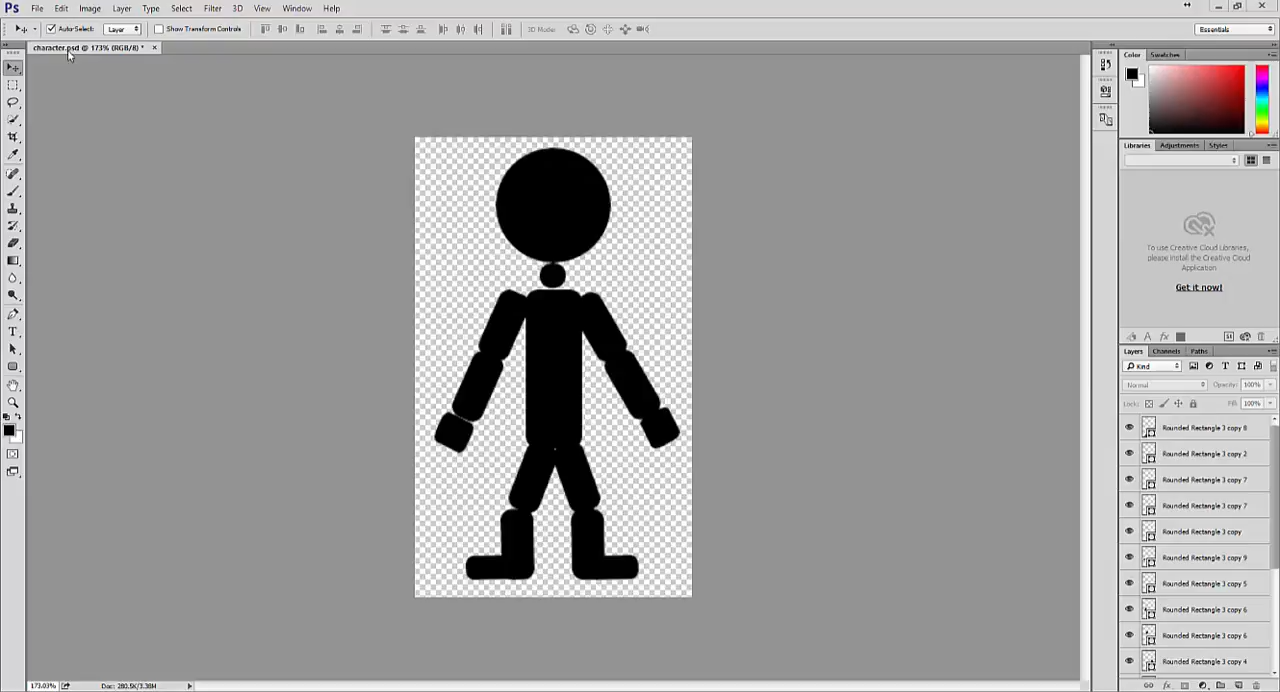 Ps File Edit Image Layer Type Select Filter 3D View Window Help
Auto-Select: Layer Show Transform Controls 3D Mode: Essentials
character.psd @ 173% (RGB/8) * ×
Color Swatches
Libraries Adjustments Styles
To use Creative Cloud Libraries,
please install the Creative Cloud
Application
Get it now!
Layers Channels Paths
Kind
Normal Opacity: 100%
Lock: Fill: 100%
Rounded Rectangle 3 copy 8
Rounded Rectangle 3 copy 2
Rounded Rectangle 3 copy 7
Rounded Rectangle 3 copy 7
Rounded Rectangle 3 copy
Rounded Rectangle 3 copy 9
Rounded Rectangle 3 copy 5
Rounded Rectangle 3 copy 6
Rounded Rectangle 3 copy 6
Rounded Rectangle 3 copy 4
173.03% Doc: 280.5K/3.38M